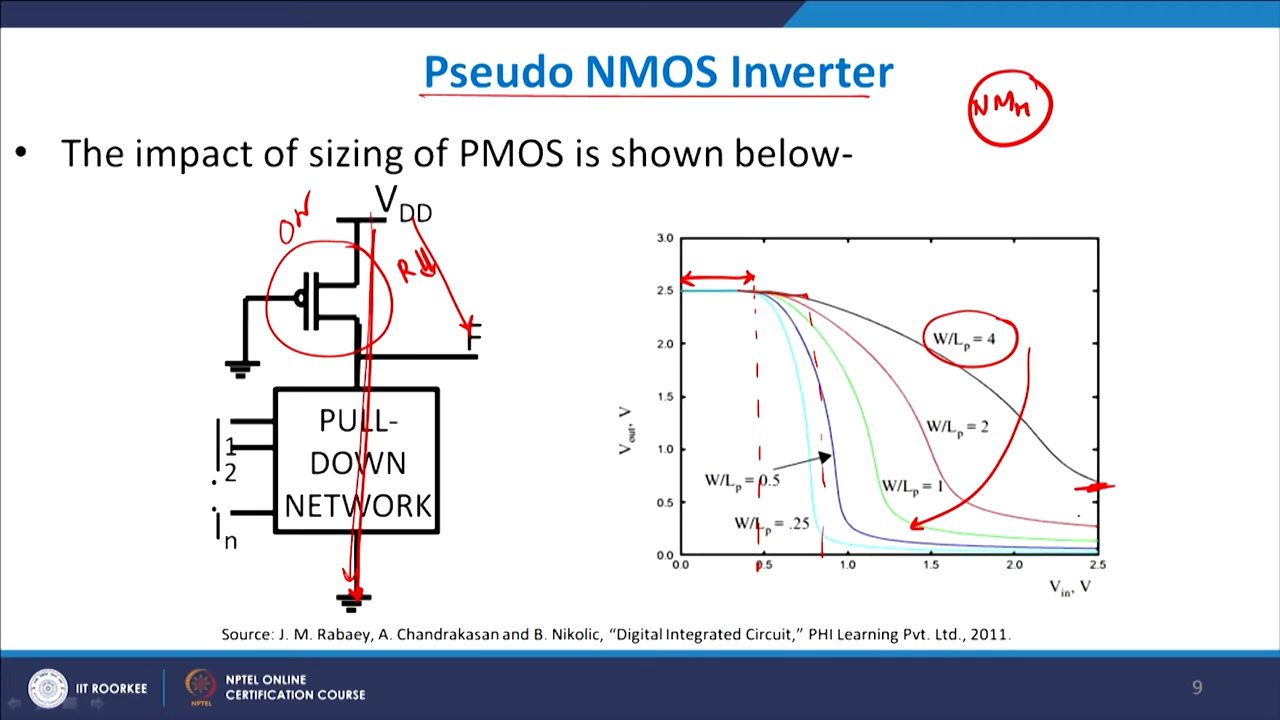 Pseudo NMOS Inverter
NMH
• The impact of sizing of PMOS is shown below-
VDD
ON
R
F
PULL-
DOWN
NETWORK
I1
I2
In
3.0
2.5
2.0
1.5
1.0
0.5
0.0
Vout, V
W/Lp = 4
W/Lp = 2
W/Lp = 0.5
W/Lp = 1
W/Lp = .25
0.0 0.5 1.0 1.5 2.0 2.5
Vin, V
Source: J. M. Rabaey, A. Chandrakasan and B. Nikolic, “Digital Integrated Circuit,” PHI Learning Pvt. Ltd., 2011.
IIT ROORKEE
NPTEL ONLINE
CERTIFICATION COURSE
NPTEL
9